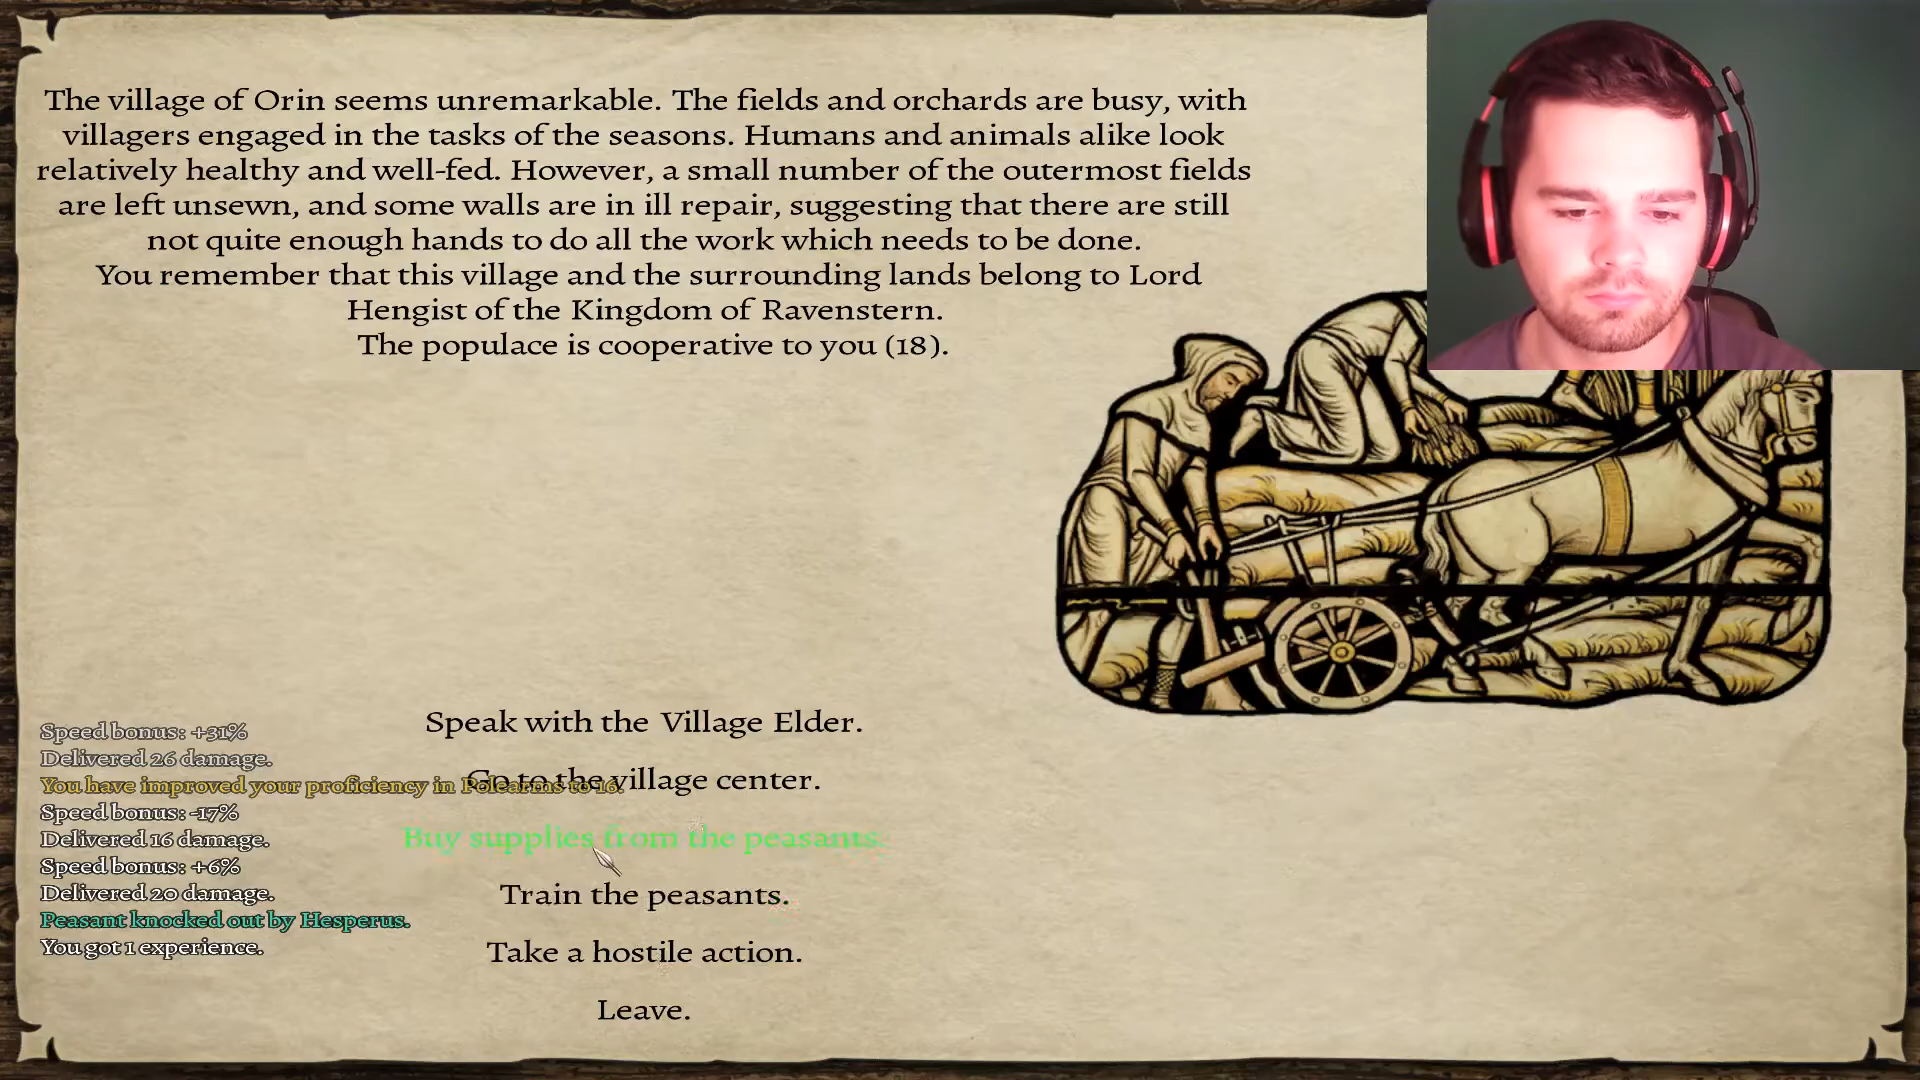 The village of Orin seems unremarkable. The fields and orchards are busy, with
villagers engaged in the tasks of the seasons. Humans and animals alike look
relatively healthy and well-fed. However, a small number of the outermost fields
are left unsewn, and some walls are in ill repair, suggesting that there are still
not quite enough hands to do all the work which needs to be done.
You remember that this village and the surrounding lands belong to Lord
Hengist of the Kingdom of Ravenstern.
The populace is cooperative to you (18).
Speak with the Village Elder.
Go to the village center.
Buy supplies from the peasants.
Train the peasants.
Take a hostile action.
Leave.
Speed bonus: +31%
Delivered 26 damage.
You have improved your proficiency in Polearms to 16.
Speed bonus: -17%
Delivered 16 damage.
Speed bonus: +6%
Delivered 20 damage.
Peasant knocked out by Hesperus.
You got 1 experience.